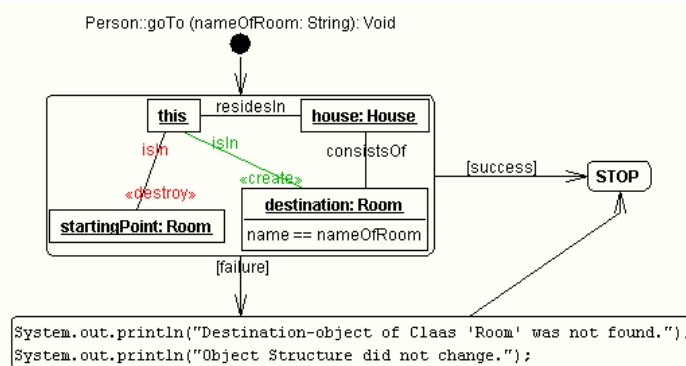 Person::goTo (nameOfRoom: String): Void
this
residesIn
house: House
isIn
isIn
consistsOf
«destroy»
«create»
[success]
STOP
startingPoint: Room
destination: Room
name == nameOfRoom
[failure]
System.out.println("Destination-object of Claas 'Room' was not found.")
System.out.println("Object Structure did not change.");